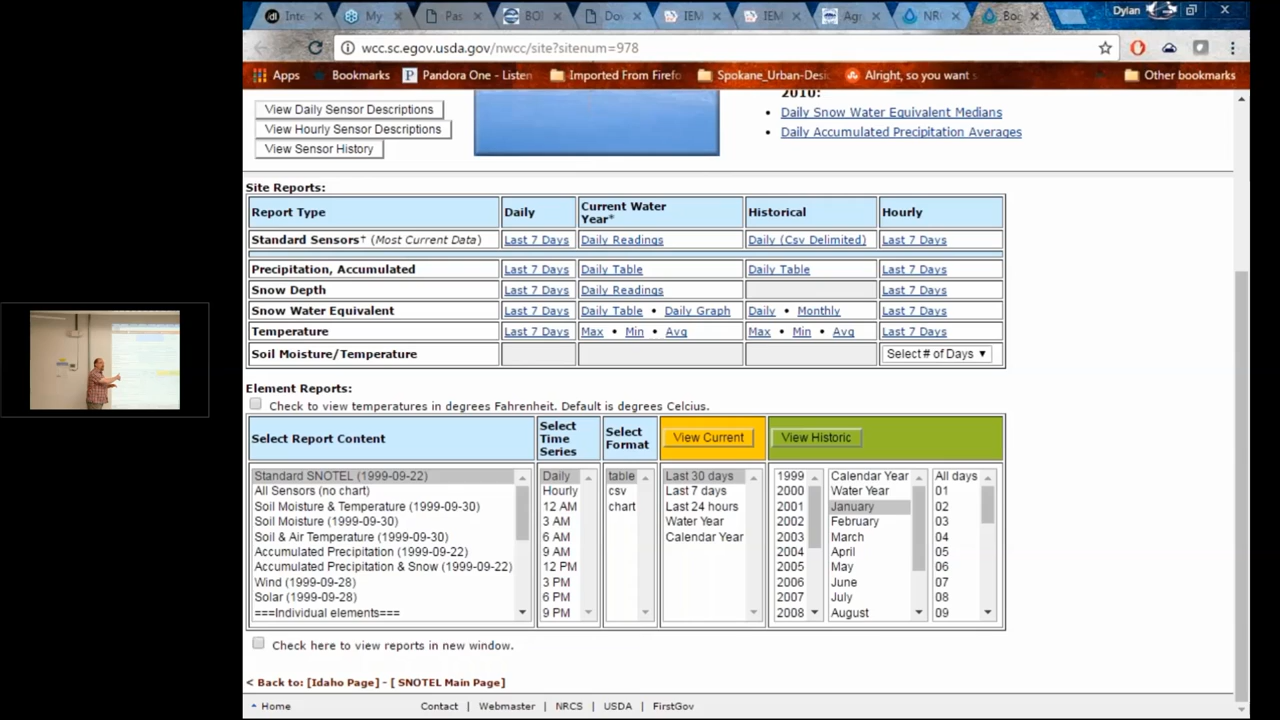 Inte
My
Pas
BOI
Dov
IEM
IEM
Agr
NR
Bog
Dylan
wcc.sc.egov.usda.gov/nwcc/site?sitenum=978
Apps
Bookmarks
Pandora One - Listen
Imported From Firefo
Spokane_Urban-Desi
Alright, so you want s
Other bookmarks
View Daily Sensor Descriptions
View Hourly Sensor Descriptions
View Sensor History
2010:
• Daily Snow Water Equivalent Medians
• Daily Accumulated Precipitation Averages
Site Reports:
Report Type Daily Current Water Year* Historical Hourly
Standard Sensors† (Most Current Data) Last 7 Days Daily Readings Daily (Csv Delimited) Last 7 Days
Precipitation, Accumulated Last 7 Days Daily Table Daily Table Last 7 Days
Snow Depth Last 7 Days Daily Readings Last 7 Days
Snow Water Equivalent Last 7 Days Daily Table • Daily Graph Daily • Monthly Last 7 Days
Temperature Last 7 Days Max • Min • Avg Max • Min • Avg Last 7 Days
Soil Moisture/Temperature Select # of Days ▼
Element Reports:
Check to view temperatures in degrees Fahrenheit. Default is degrees Celcius.
Select Report Content Select Time Series Select Format View Current View Historic
Standard SNOTEL (1999-09-22) Daily table Last 30 days 1999 Calendar Year All days
All Sensors (no chart) Hourly csv Last 7 days 2000 Water Year 01
Soil Moisture & Temperature (1999-09-30) 12 AM chart Last 24 hours 2001 January 02
Soil Moisture (1999-09-30) 3 AM Water Year 2002 February 03
Soil & Air Temperature (1999-09-30) 6 AM Calendar Year 2003 March 04
Accumulated Precipitation (1999-09-22) 9 AM 2004 April 05
Accumulated Precipitation & Snow (1999-09-22) 12 PM 2005 May 06
Wind (1999-09-28) 3 PM 2006 June 07
Solar (1999-09-28) 6 PM 2007 July 08
===Individual elements=== 9 PM 2008 August 09
Check here to view reports in new window.
< Back to: [Idaho Page] - [ SNOTEL Main Page]
Home Contact | Webmaster | NRCS | USDA | FirstGov